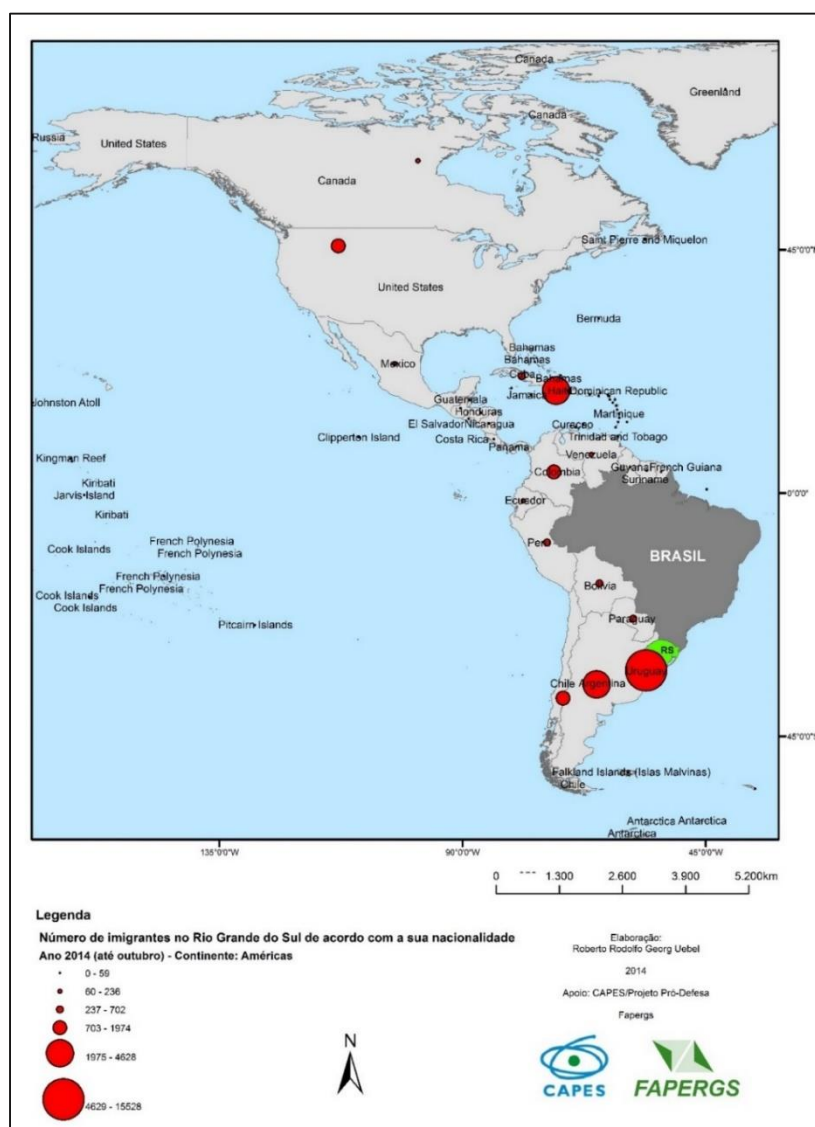 Canada
Greenland
Canada
Russia
United States
Canada
Saint Pierre and Miquelon
45°0'0"N
United States
Bermuda
Bahamas
Bahamas
Mexico
Cuba
Bahamas
Haiti
Dominican Republic
Johnston Atoll
Guatemala
Jamaica
Honduras
Martinique
El Salvador
Nicaragua
Curaçao
Clipperton Island
Costa Rica
Trinidad and Tobago
Panama
Kingman Reef
Venezuela
Guyana
French Guiana
Colombia
Suriname
Kiribati
Jarvis Island
Ecuador
0°0'0"
Kiribati
Cook Islands
French Polynesia
French Polynesia
Peru
BRASIL
French Polynesia
French Polynesia
Cook Islands
Cook Islands
Bolivia
Pitcairn Islands
Paraguay
RS
Uruguay
Chile
Argentina
45°0'0"S
Falkland Islands (Islas Malvinas)
Chile
Antarctica
Antarctica
Antarctica
135°0'0"W
90°0'0"W
45°0'0"W
0 1.300 2.600 3.900 5.200km
Legenda
Número de imigrantes no Rio Grande do Sul de acordo com a sua nacionalidade
Ano 2014 (até outubro) - Continente: Américas
0 - 59
60 - 236
237 - 702
703 - 1974
1975 - 4628
4629 - 15528
Elaboração:
Roberto Rodolfo Georg Uebel
2014
Apoio: CAPES/Projeto Pró-Defesa
Fapergs
N
CAPES
FAPERGS